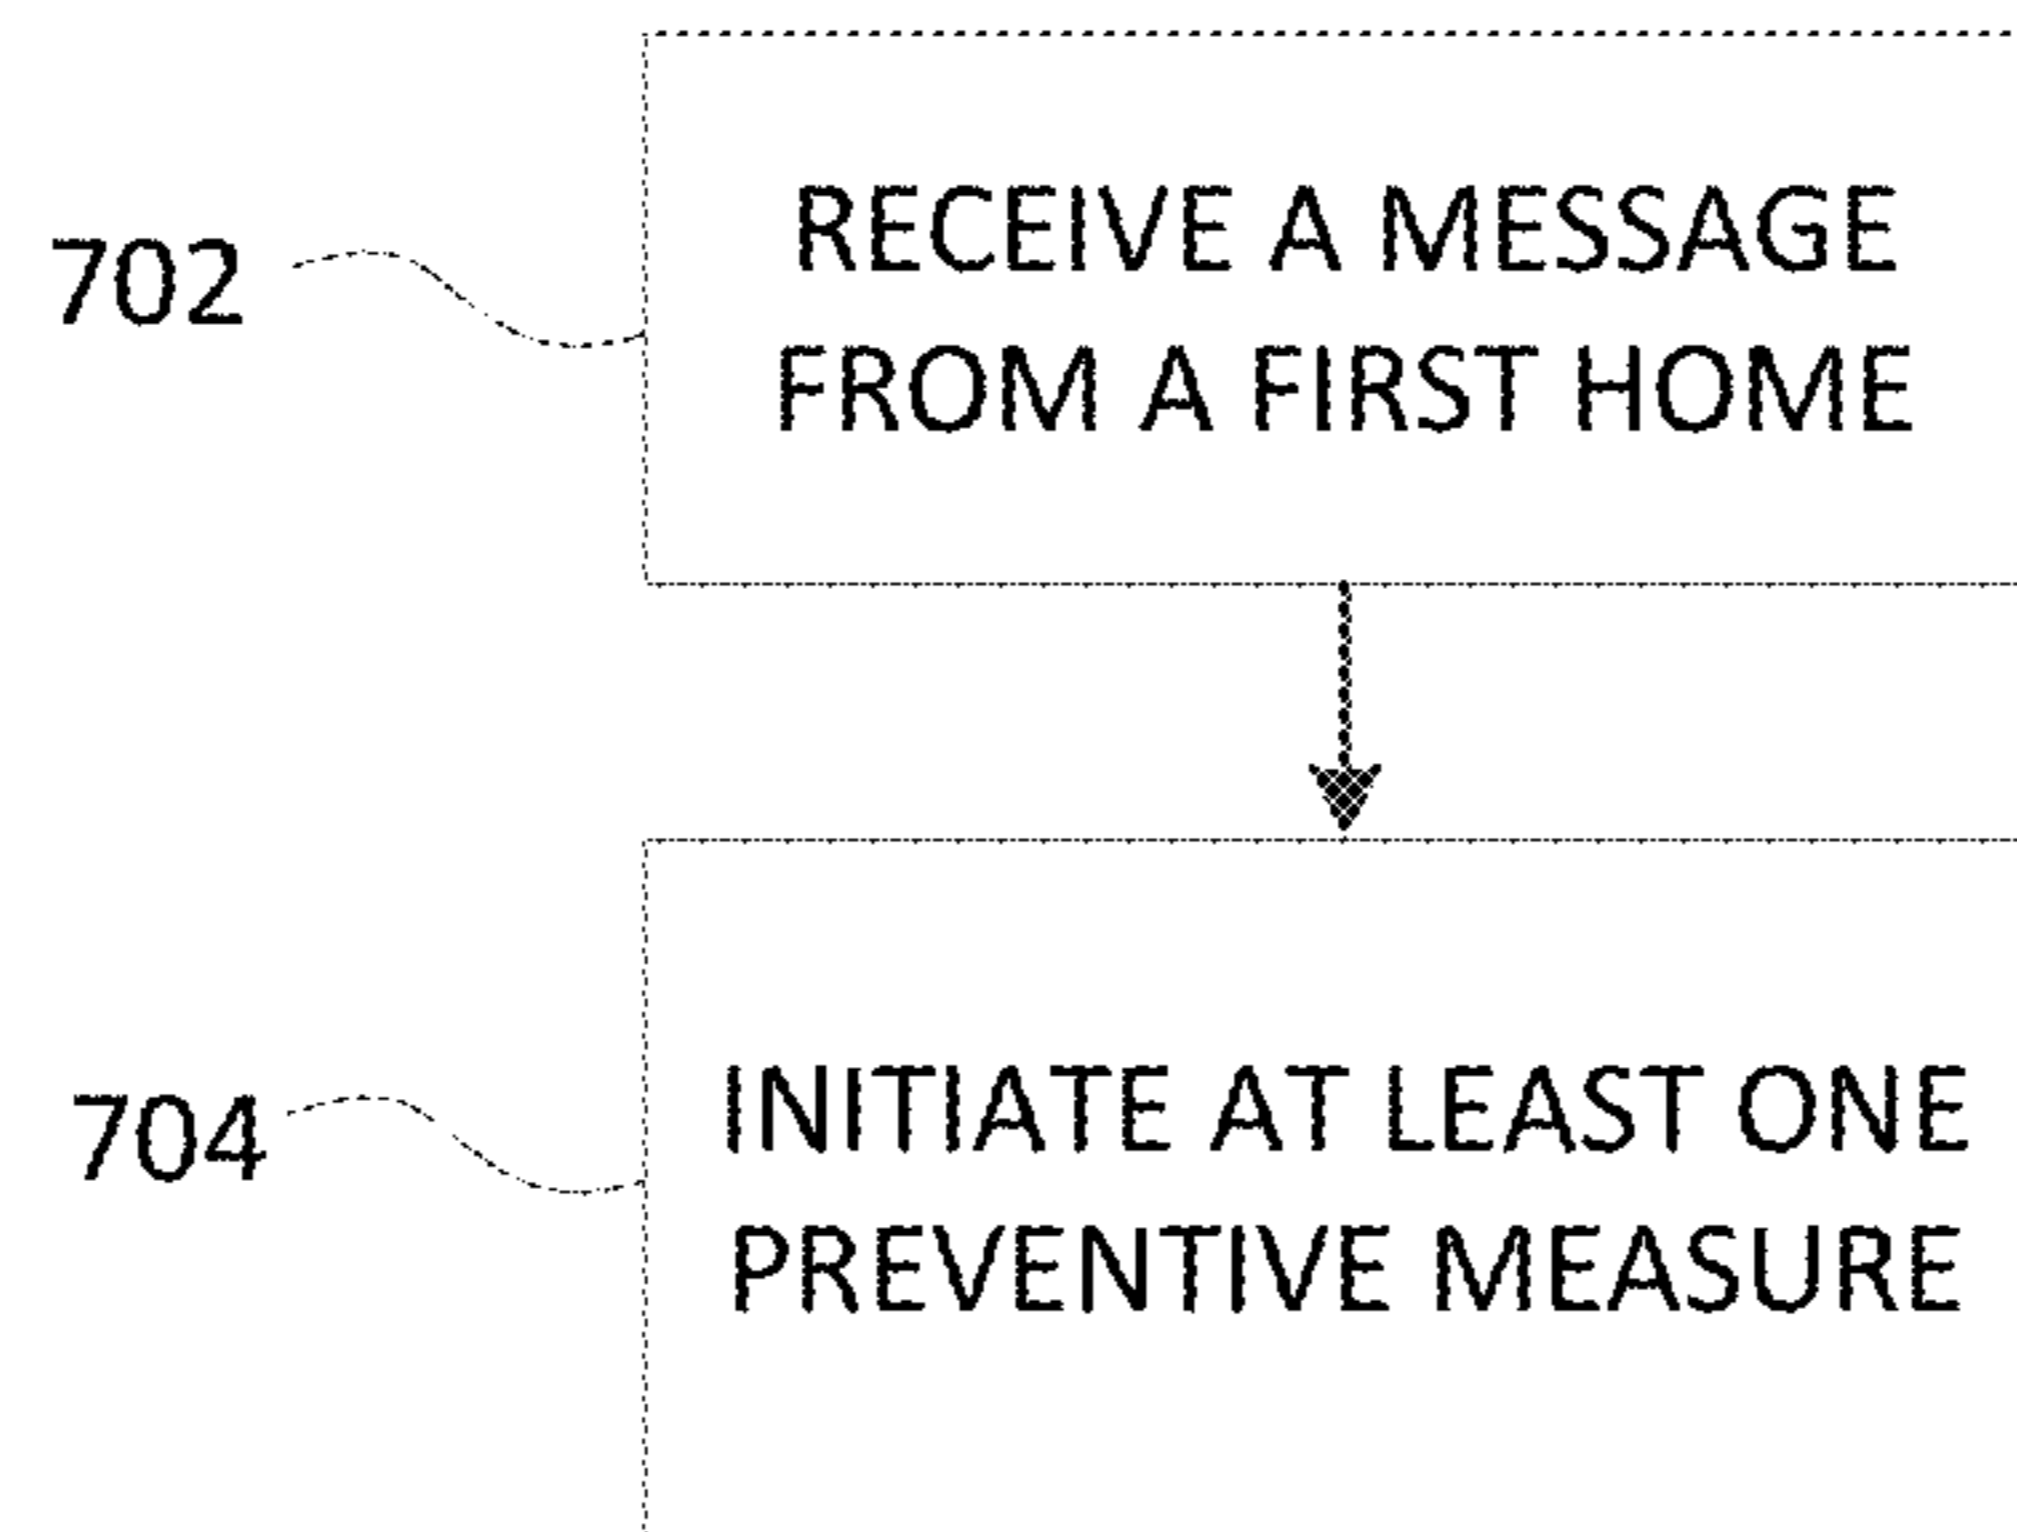 702
RECEIVE A MESSAGE
FROM A FIRST HOME
704
INITIATE AT LEAST ONE
PREVENTIVE MEASURE